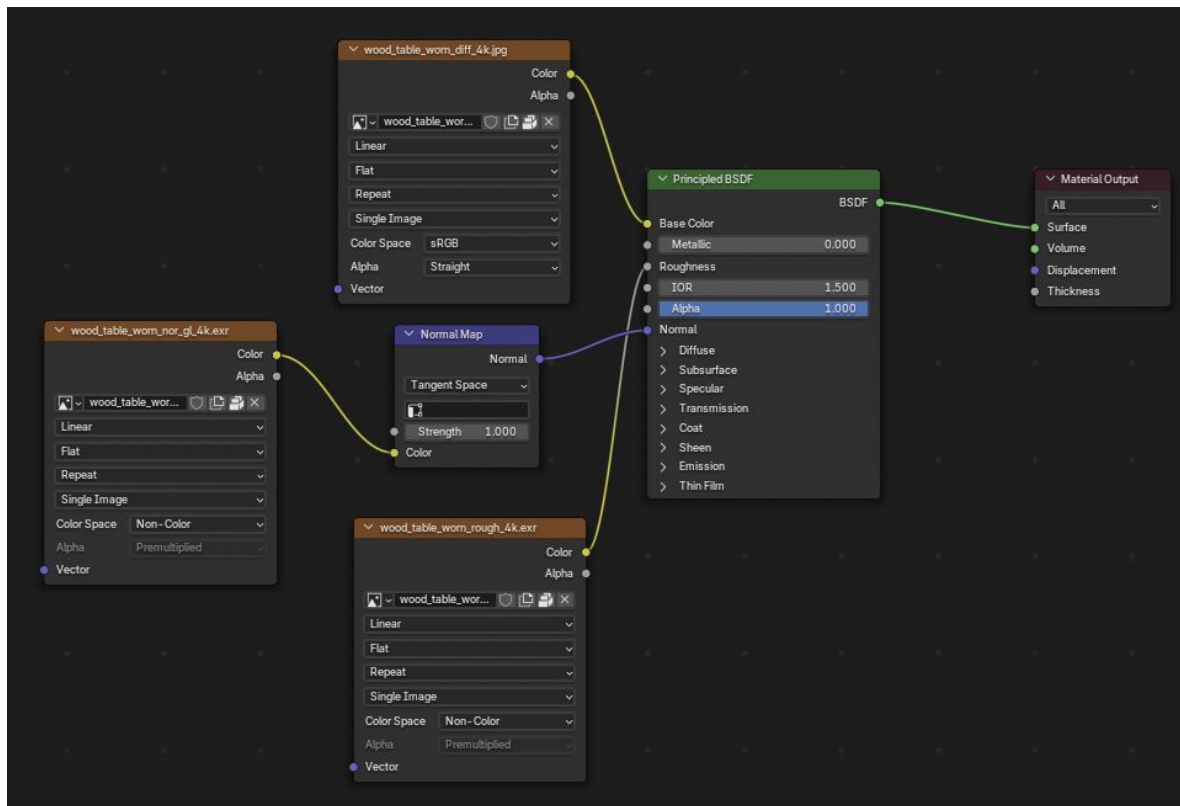 wood_table_worn_diff_4k.jpg
Color
Alpha
wood_table_wor...
Linear
Flat
Repeat
Single Image
Color Space sRGB
Alpha Straight
Vector
wood_table_worn_nor_gl_4k.exr
Color
Alpha
wood_table_wor...
Linear
Flat
Repeat
Single Image
Color Space Non-Color
Alpha Premultiplied
Vector
Normal Map
Normal
Tangent Space
Strength 1.000
Color
wood_table_worn_rough_4k.exr
Color
Alpha
wood_table_wor...
Linear
Flat
Repeat
Single Image
Color Space Non-Color
Alpha Premultiplied
Vector
Principled BSDF
BSDF
Base Color
Metallic 0.000
Roughness
IOR 1.500
Alpha 1.000
Normal
Diffuse
Subsurface
Specular
Transmission
Coat
Sheen
Emission
Thin Film
Material Output
All
Surface
Volume
Displacement
Thickness